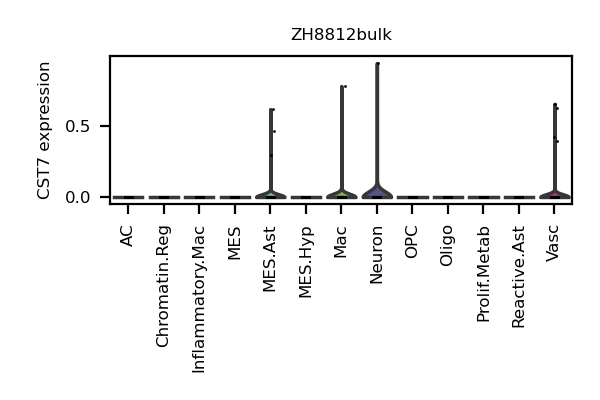 ZH8812bulk
CST7 expression
0.5
0.0
AC
Chromatin.Reg
Inflammatory.Mac
MES
MES.Ast
MES.Hyp
Mac
Neuron
OPC
Oligo
Prolif.Metab
Reactive.Ast
Vasc